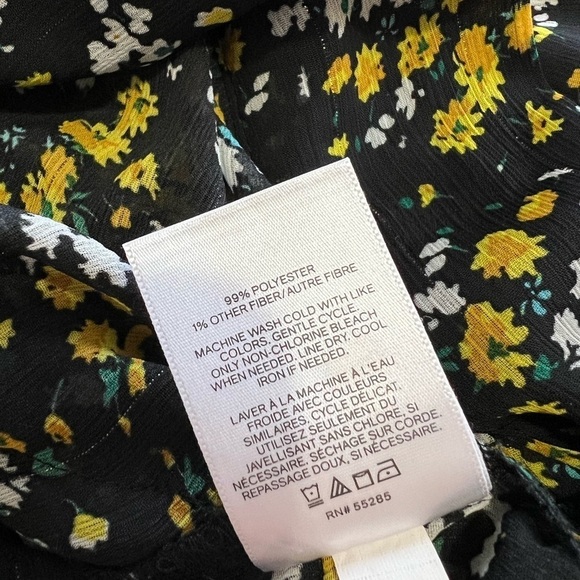 99% POLYESTER
1% OTHER FIBER/AUTRE FIBRE
MACHINE WASH COLD WITH LIKE
COLORS. GENTLE CYCLE.
ONLY NON-CHLORINE BLEACH
WHEN NEEDED. LINE DRY. COOL
IRON IF NEEDED.
LAVER À LA MACHINE À L'EAU
FROIDE AVEC COULEURS
SIMILAIRES, CYCLE DÉLICAT.
UTILISEZ SEULEMENT DU
JAVELLISANT SANS CHLORE, SI
NÉCESSAIRE, SÉCHAGE SUR CORDE.
REPASSAGE DOUX, SI NÉCESSAIRE.
RN# 55285